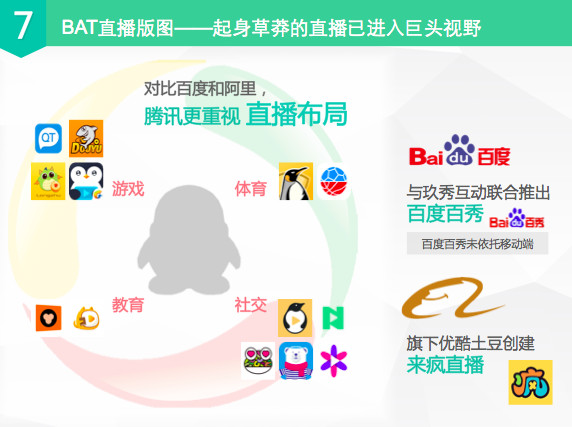 7
BAT直播版图——起身草莽的直播已进入巨头视野
对比百度和阿里，
腾讯更重视 直播布局
QT
DOUYU
游戏
体育
教育
社交
Bai du 百度
与玖秀互动联合推出
百度百秀 Bai du 百秀
百度百秀未依托移动端
旗下优酷土豆创建
来疯直播
疯